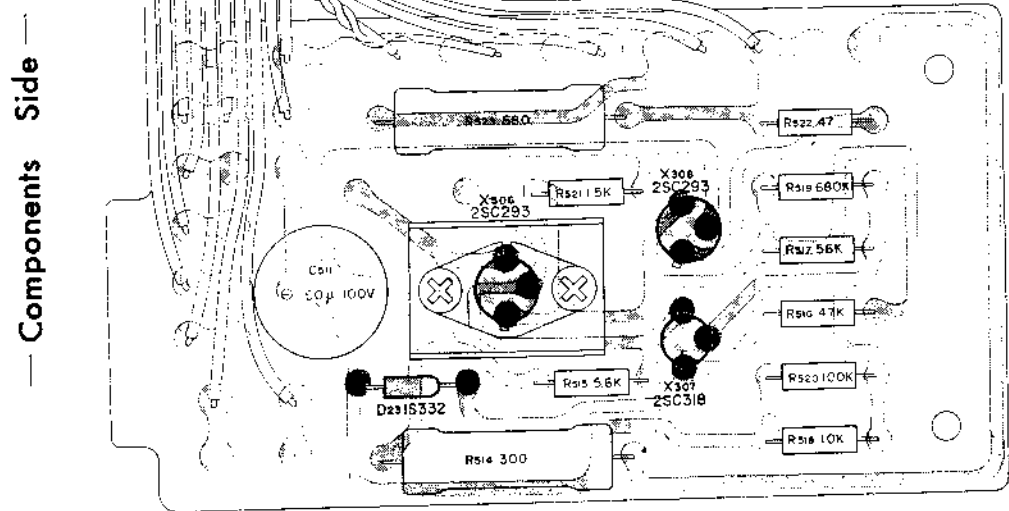 — Components Side —
R523 680
R522 47
X308
2SC293
R521 1.5K
R519 680K
X306
2SC293
R517 56K
C511
⊖ 50μ 100V
R516 47K
R515 5.6K
R520 100K
X307
2SC318
D23 1S332
R518 10K
R514 300